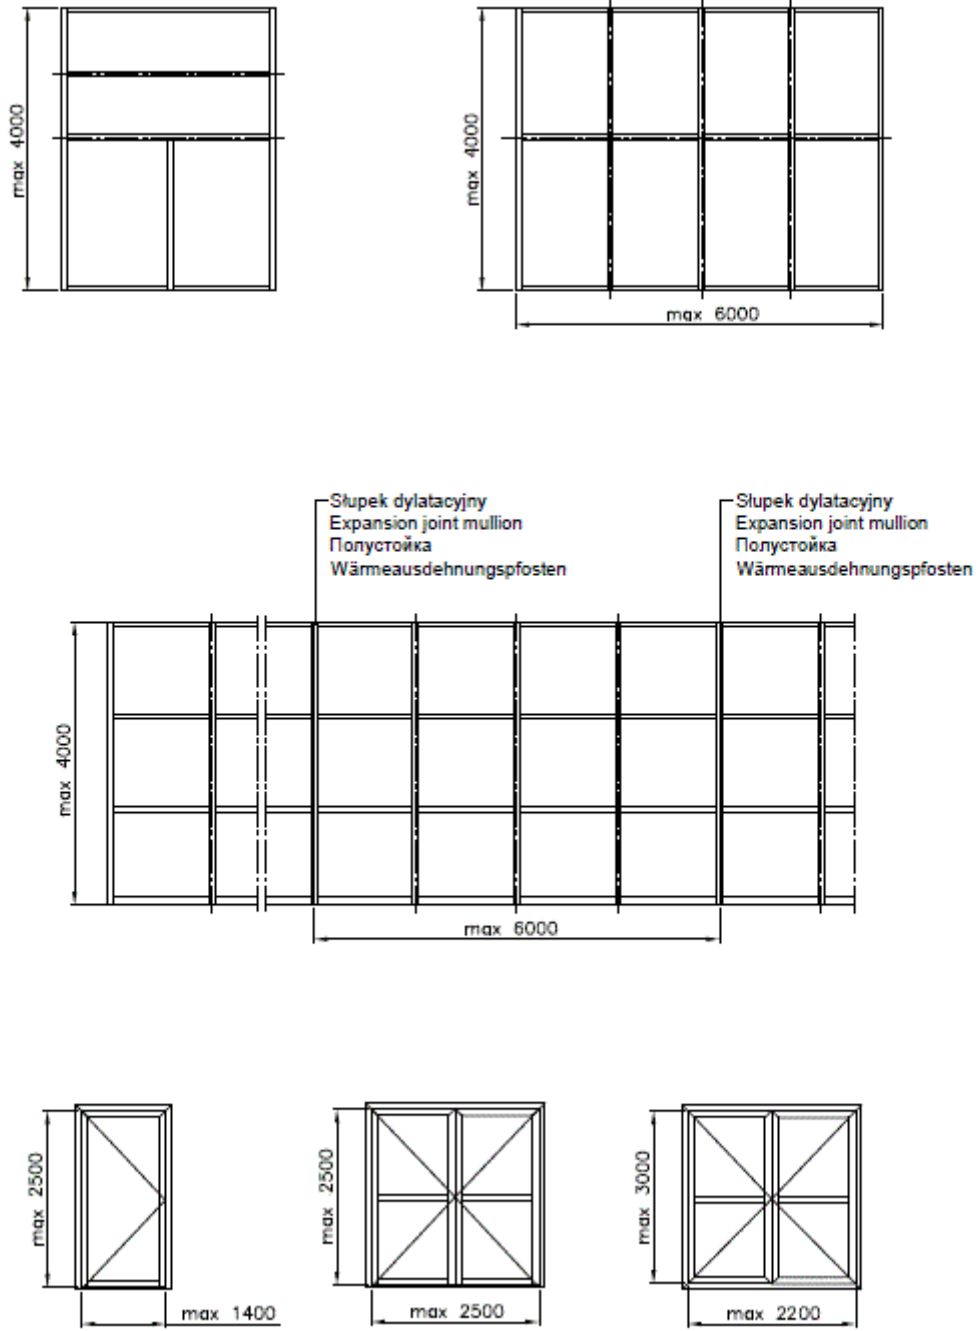 max 4000
max 4000
max 6000
Słupek dylatacyjny
Expansion joint mullion
Полустойка
Wärmeausdehnungspfosten
Słupek dylatacyjny
Expansion joint mullion
Полустойка
Wärmeausdehnungspfosten
max 4000
max 6000
max 2500
max 1400
max 2500
max 2500
max 3000
max 2200